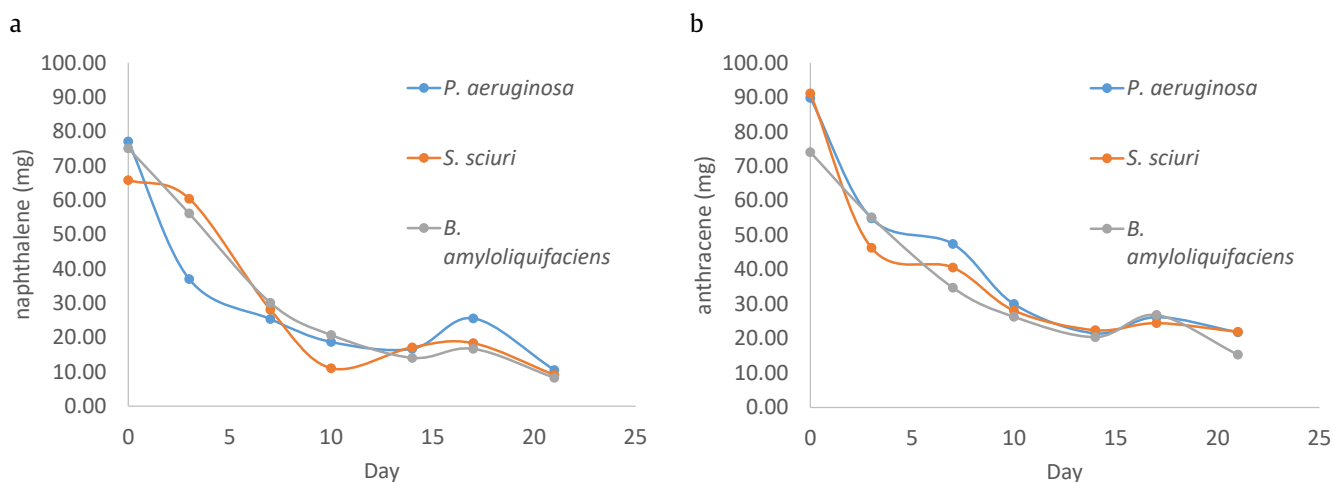 a
100.00
90.00
80.00
70.00
60.00
50.00
40.00
30.00
20.00
10.00
0.00
naphthalene (mg)
0 5 10 15 20 25
Day
P. aeruginosa
S. sciuri
B.
amyloliquifaciens
b
100.00
90.00
80.00
70.00
60.00
50.00
40.00
30.00
20.00
10.00
0.00
anthracene (mg)
0 5 10 15 20 25
Day
P. aeruginosa
S. sciuri
B.
amyloliquifaciens